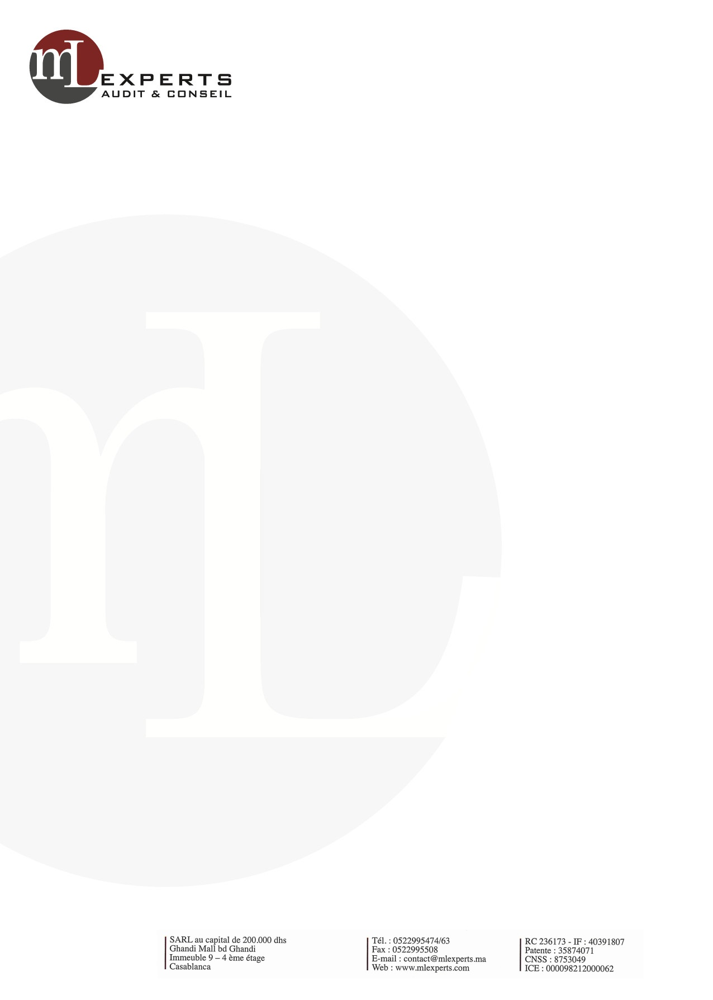 mL EXPERTS
AUDIT & CONSEIL
mL
SARL au capital de 200.000 dhs
Ghandi Mall bd Ghandi
Immeuble 9 – 4 ème étage
Casablanca
Tél. : 0522995474/63
Fax : 0522995508
E-mail : contact@mlexperts.ma
Web : www.mlexperts.com
RC 236173 - IF : 40391807
Patente : 35874071
CNSS : 8753049
ICE : 000098212000062